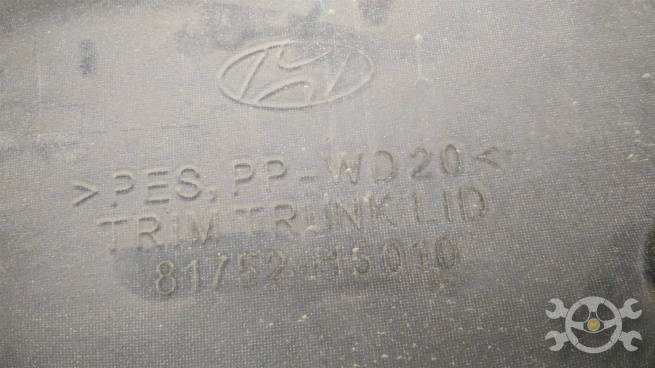 >PES, PP-WD20<
TRIM TRUNK LID
81752-H5010